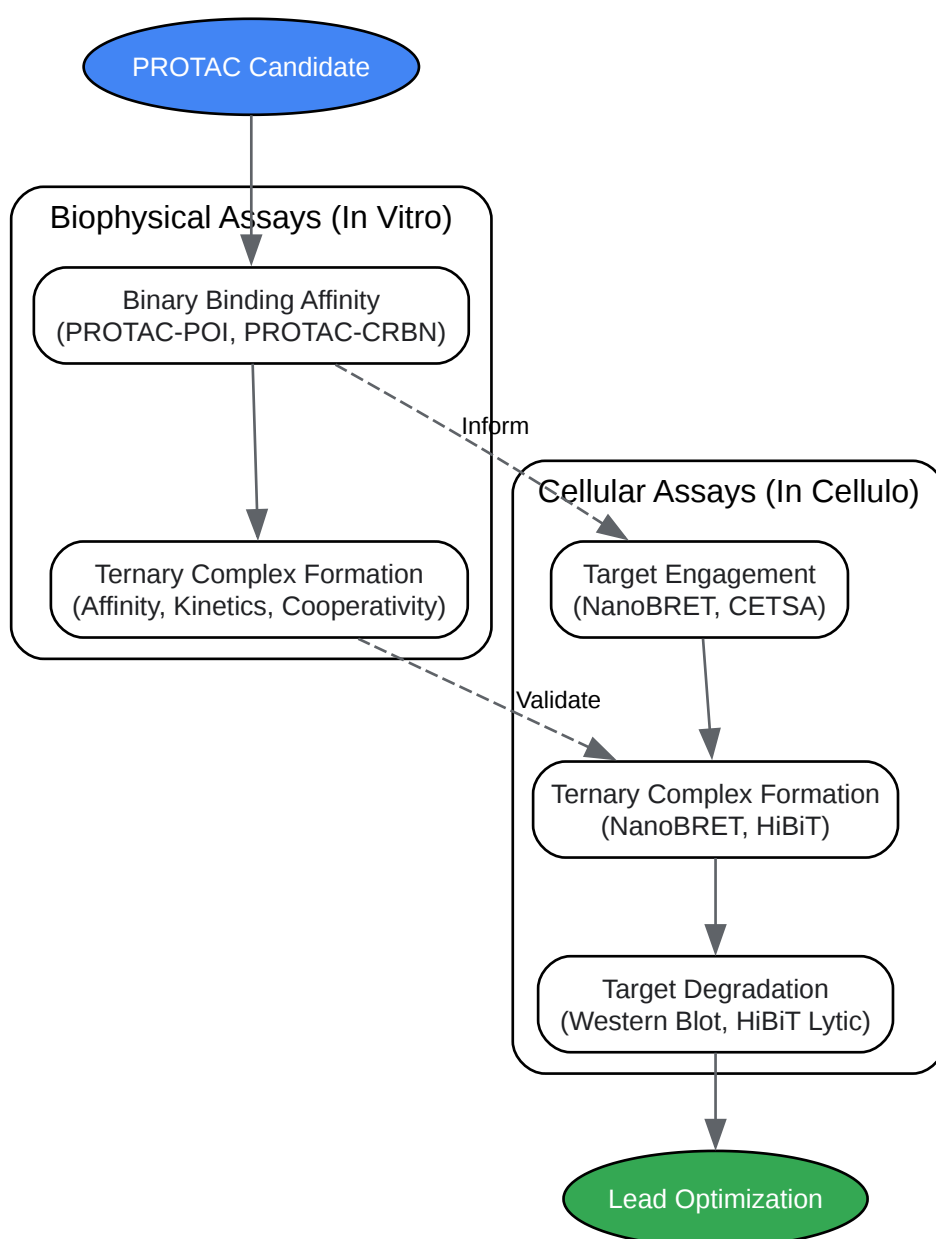 PROTAC Candidate
Biophysical Assays (In Vitro)
Binary Binding Affinity
(PROTAC-POI, PROTAC-CRBN)
Inform
Cellular Assays (In Cellulo)
Ternary Complex Formation
(Affinity, Kinetics, Cooperativity)
Target Engagement
(NanoBRET, CETSA)
Validate
Ternary Complex Formation
(NanoBRET, HiBiT)
Target Degradation
(Western Blot, HiBiT Lytic)
Lead Optimization